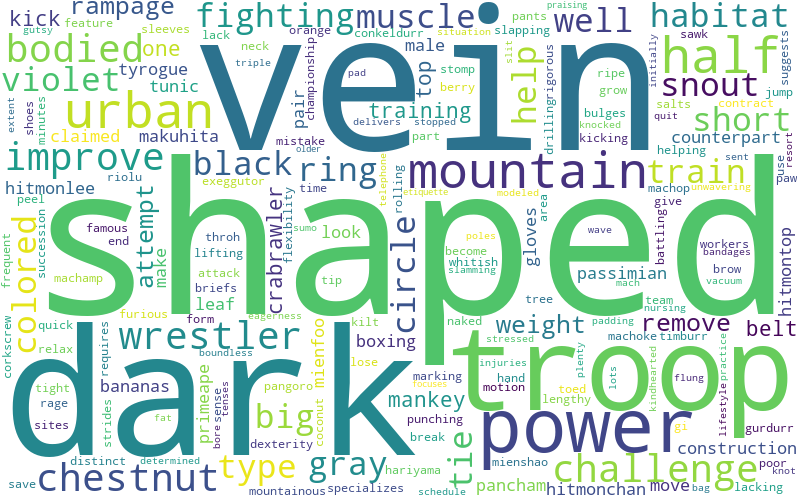 rampage
kick
gutsy
feature
sleeves
lack
fighting
muscle
well
habitat
bodied
one
neck
orange
conkeldurr
situation
praising
pants
slit
sawk
initially
suggests
tyrogue
male
slapping
help
half
violet
tunic
triple
pad
championship
top
stomp
ripe
snout
jump
extent
shoes
minutes
urban
vein
pair
training
berry
grow
drilling
rigorous
salts
contract
short
claimed
makuhita
delivers
stopped
bulges
knocked
quit
counterpart
mistake
part
kicking
helping
improve
riolu
older
black
ring
mountain
train
sent
use
resort
paw
hitmonlee
exeggutor
time
telephone
etiquette
modeled
machop
unwavering
peel
attempt
colored
succession
frequent
famous
end
make
throh
lifting
crabrawler
flexibility
sumo
look
circle
rolling
gloves
area
wave
give
battling
workers
bandages
shaped
machamp
briefs
attack
tip
become
whitish
slamming
poles
passimian
mach
team
nursing
brow
vacuum
hitmontop
corkscrew
furious
form
leaf
eagerness
kilt
naked
tree
padding
quick
relax
requires
wrestler
boundless
boxing
weight
machoke
timburr
remove
belt
dark
troop
tight
rage
sites
bananas
strides
primeape
pangoro
fat
bore
sense
tenses
big
mienfoo
coconut
lose
marking
focuses
mankey
stressed
injuries
plenty
hand
toed
motion
lengthy
lots
kindhearted
flung
lifestyle
practice
gi
gurdurr
dexterity
punching
break
tie
power
mienshao
construction
distinct
determined
chestnut
type
gray
hariyama
pancham
challenge
poor
knot
save
mountainous
specializes
schedule
hitmonchan
move
bag
lacking